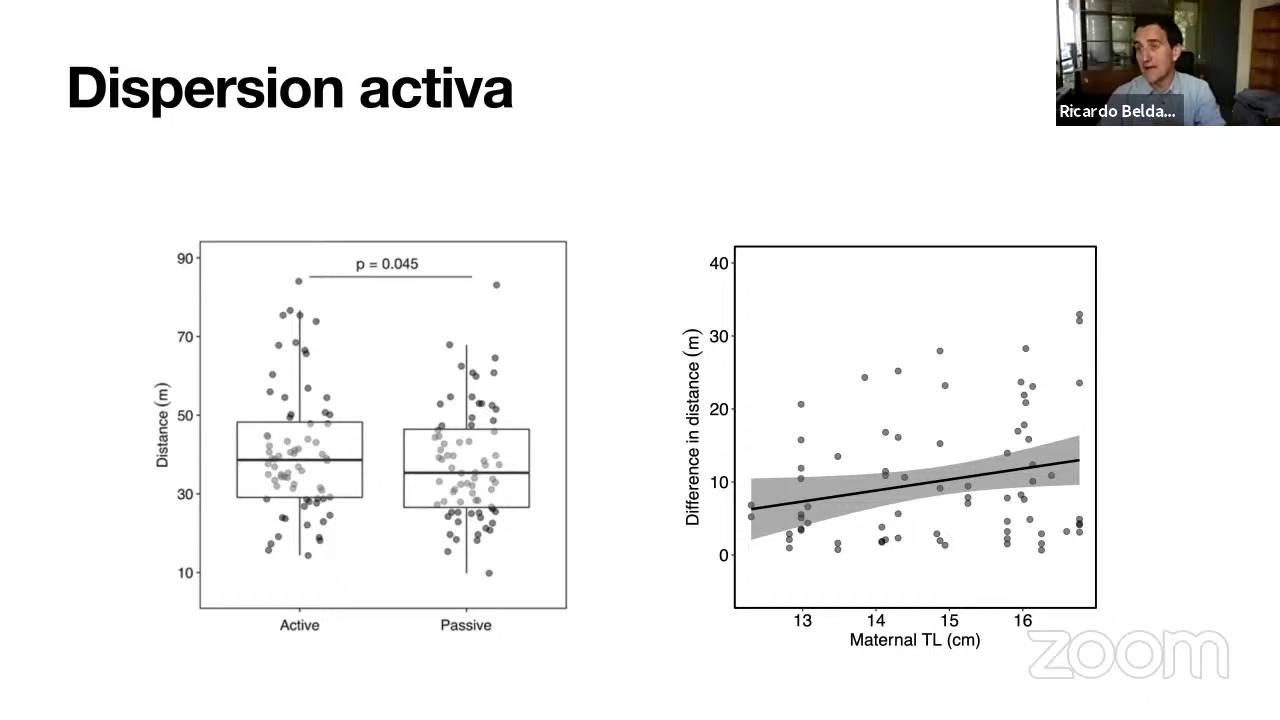 Dispersion activa
Ricardo Belda...
90
70
50
30
10
Distance (m)
p = 0.045
Active
Passive
40
30
20
10
0
Difference in distance (m)
13
14
15
16
Maternal TL (cm)
zoom